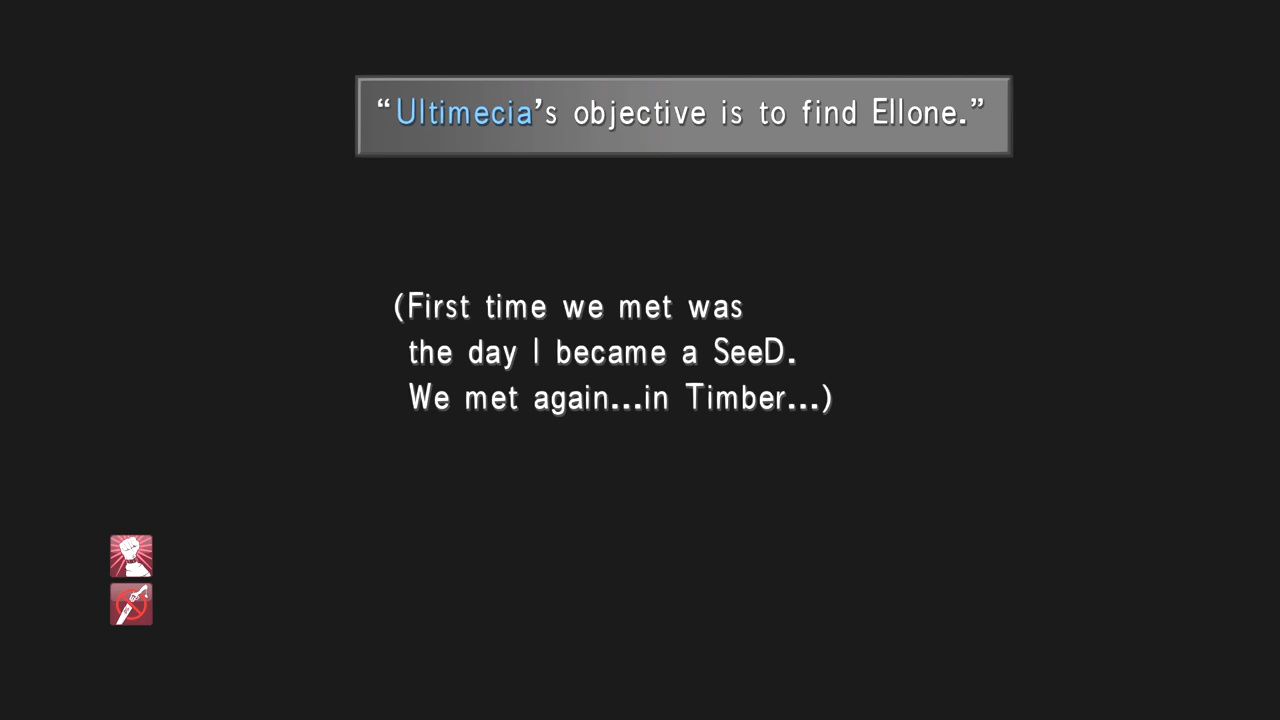 “Ultimecia’s objective is to find Ellone.”
(First time we met was
the day I became a SeeD.
We met again...in Timber...)